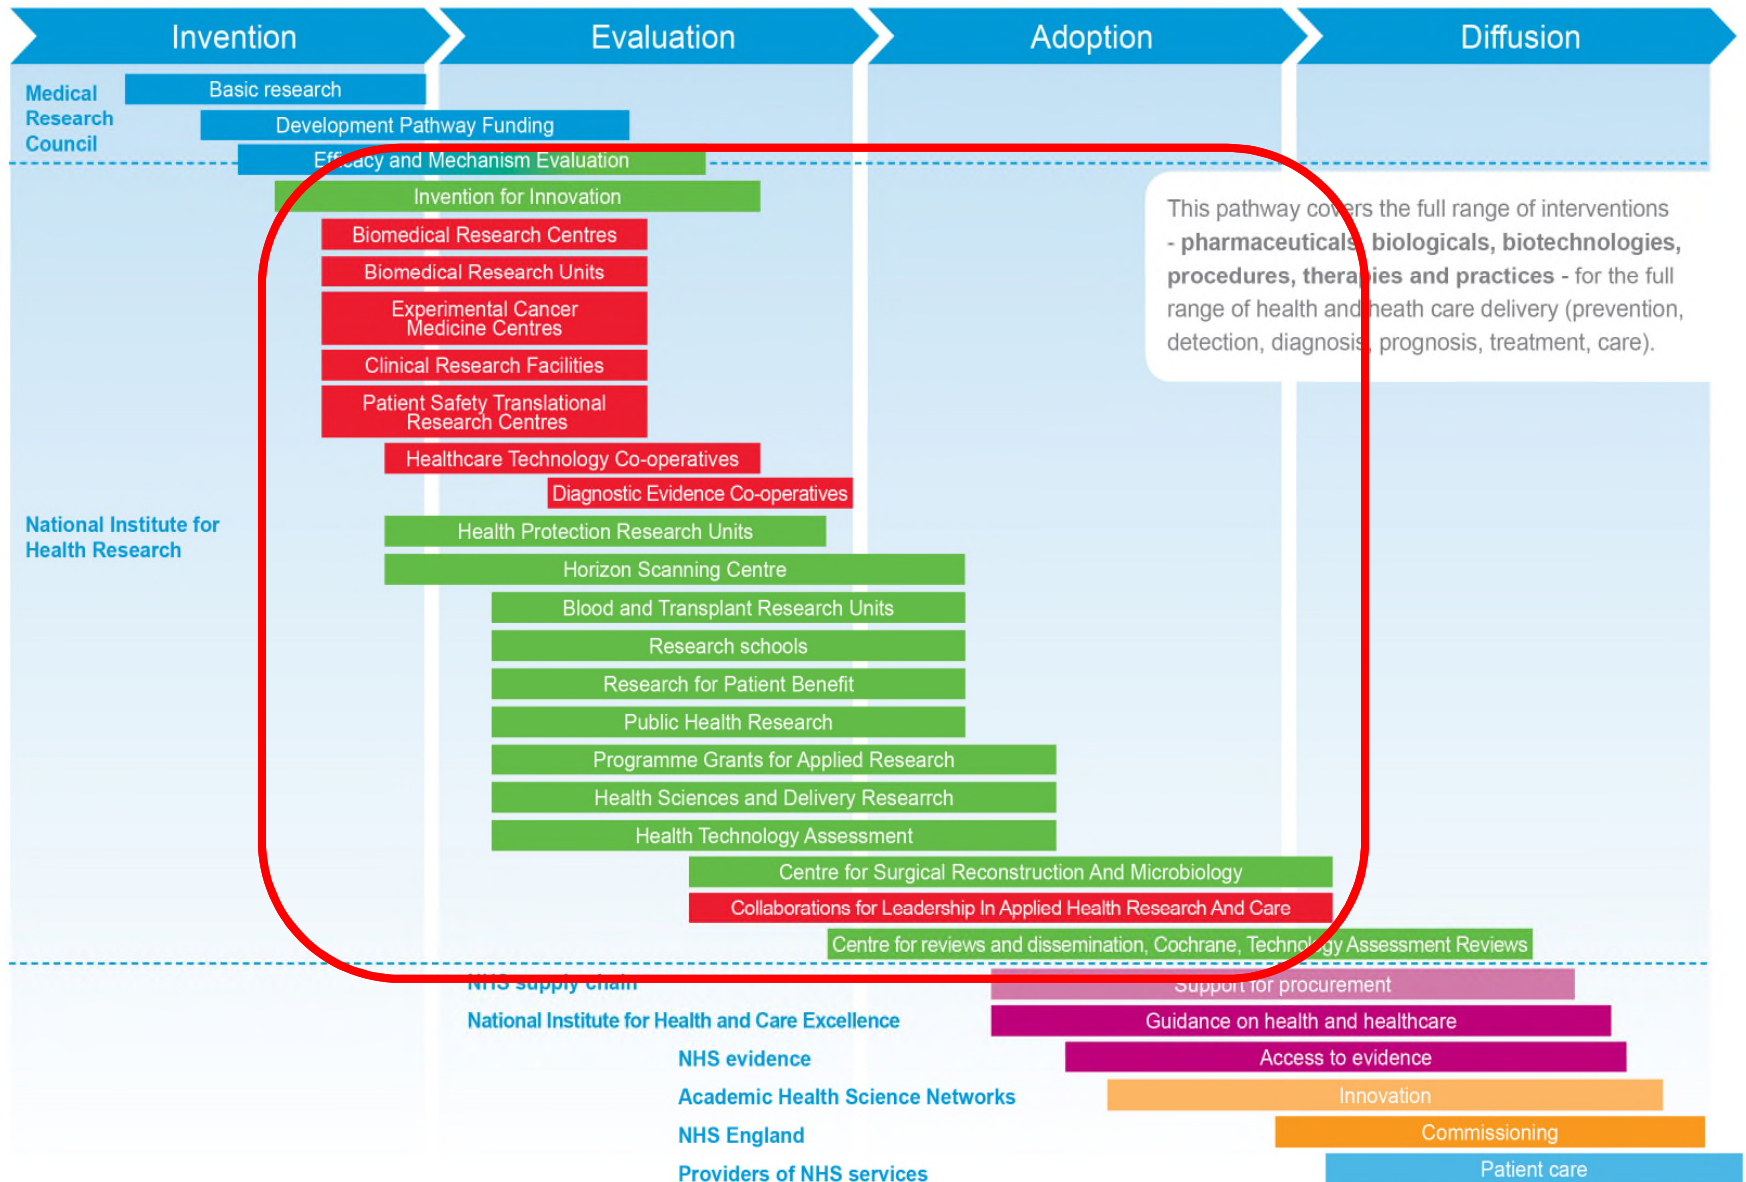 Invention
Evaluation
Adoption
Diffusion
Medical
Research
Council
Basic research
Development Pathway Funding
Efficacy and Mechanism Evaluation
Invention for Innovation
This pathway covers the full range of interventions
- pharmaceuticals, biologicals, biotechnologies,
procedures, therapies and practices - for the full
range of health and heath care delivery (prevention,
detection, diagnosis, prognosis, treatment, care).
Biomedical Research Centres
Biomedical Research Units
Experimental Cancer
Medicine Centres
Clinical Research Facilities
Patient Safety Translational
Research Centres
Healthcare Technology Co-operatives
Diagnostic Evidence Co-operatives
National Institute for
Health Research
Health Protection Research Units
Horizon Scanning Centre
Blood and Transplant Research Units
Research schools
Research for Patient Benefit
Public Health Research
Programme Grants for Applied Research
Health Sciences and Delivery Researrch
Health Technology Assessment
Centre for Surgical Reconstruction And Microbiology
Collaborations for Leadership In Applied Health Research And Care
Centre for reviews and dissemination, Cochrane, Technology Assessment Reviews
NHS supply chain
Support for procurement
National Institute for Health and Care Excellence
Guidance on health and healthcare
NHS evidence
Access to evidence
Academic Health Science Networks
Innovation
NHS England
Commissioning
Providers of NHS services
Patient care